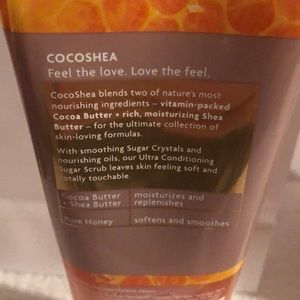 COCOSHEA
Feel the love. Love the feel.
CocoShea blends two of nature's most
nourishing ingredients – vitamin-packed
Cocoa Butter + rich, moisturizing Shea
Butter – for the ultimate collection of
skin-loving formulas.
With smoothing Sugar Crystals and
nourishing oils, our Ultra Conditioning
Sugar Scrub leaves skin feeling soft and
totally touchable.
Cocoa Butter moisturizes and
+ Shea Butter replenishes
Pure Honey softens and smoothes